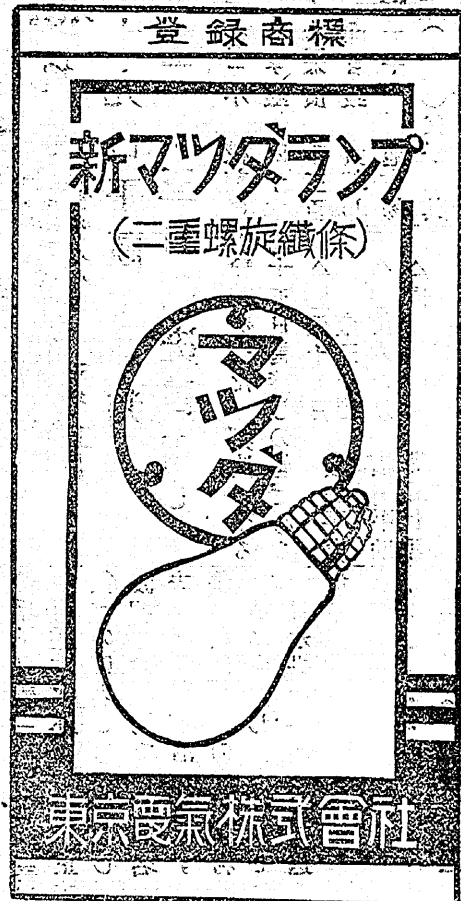 登録商標
新マツダランプ
(二重螺旋纖條)
マツダ
東京電氣株式會社